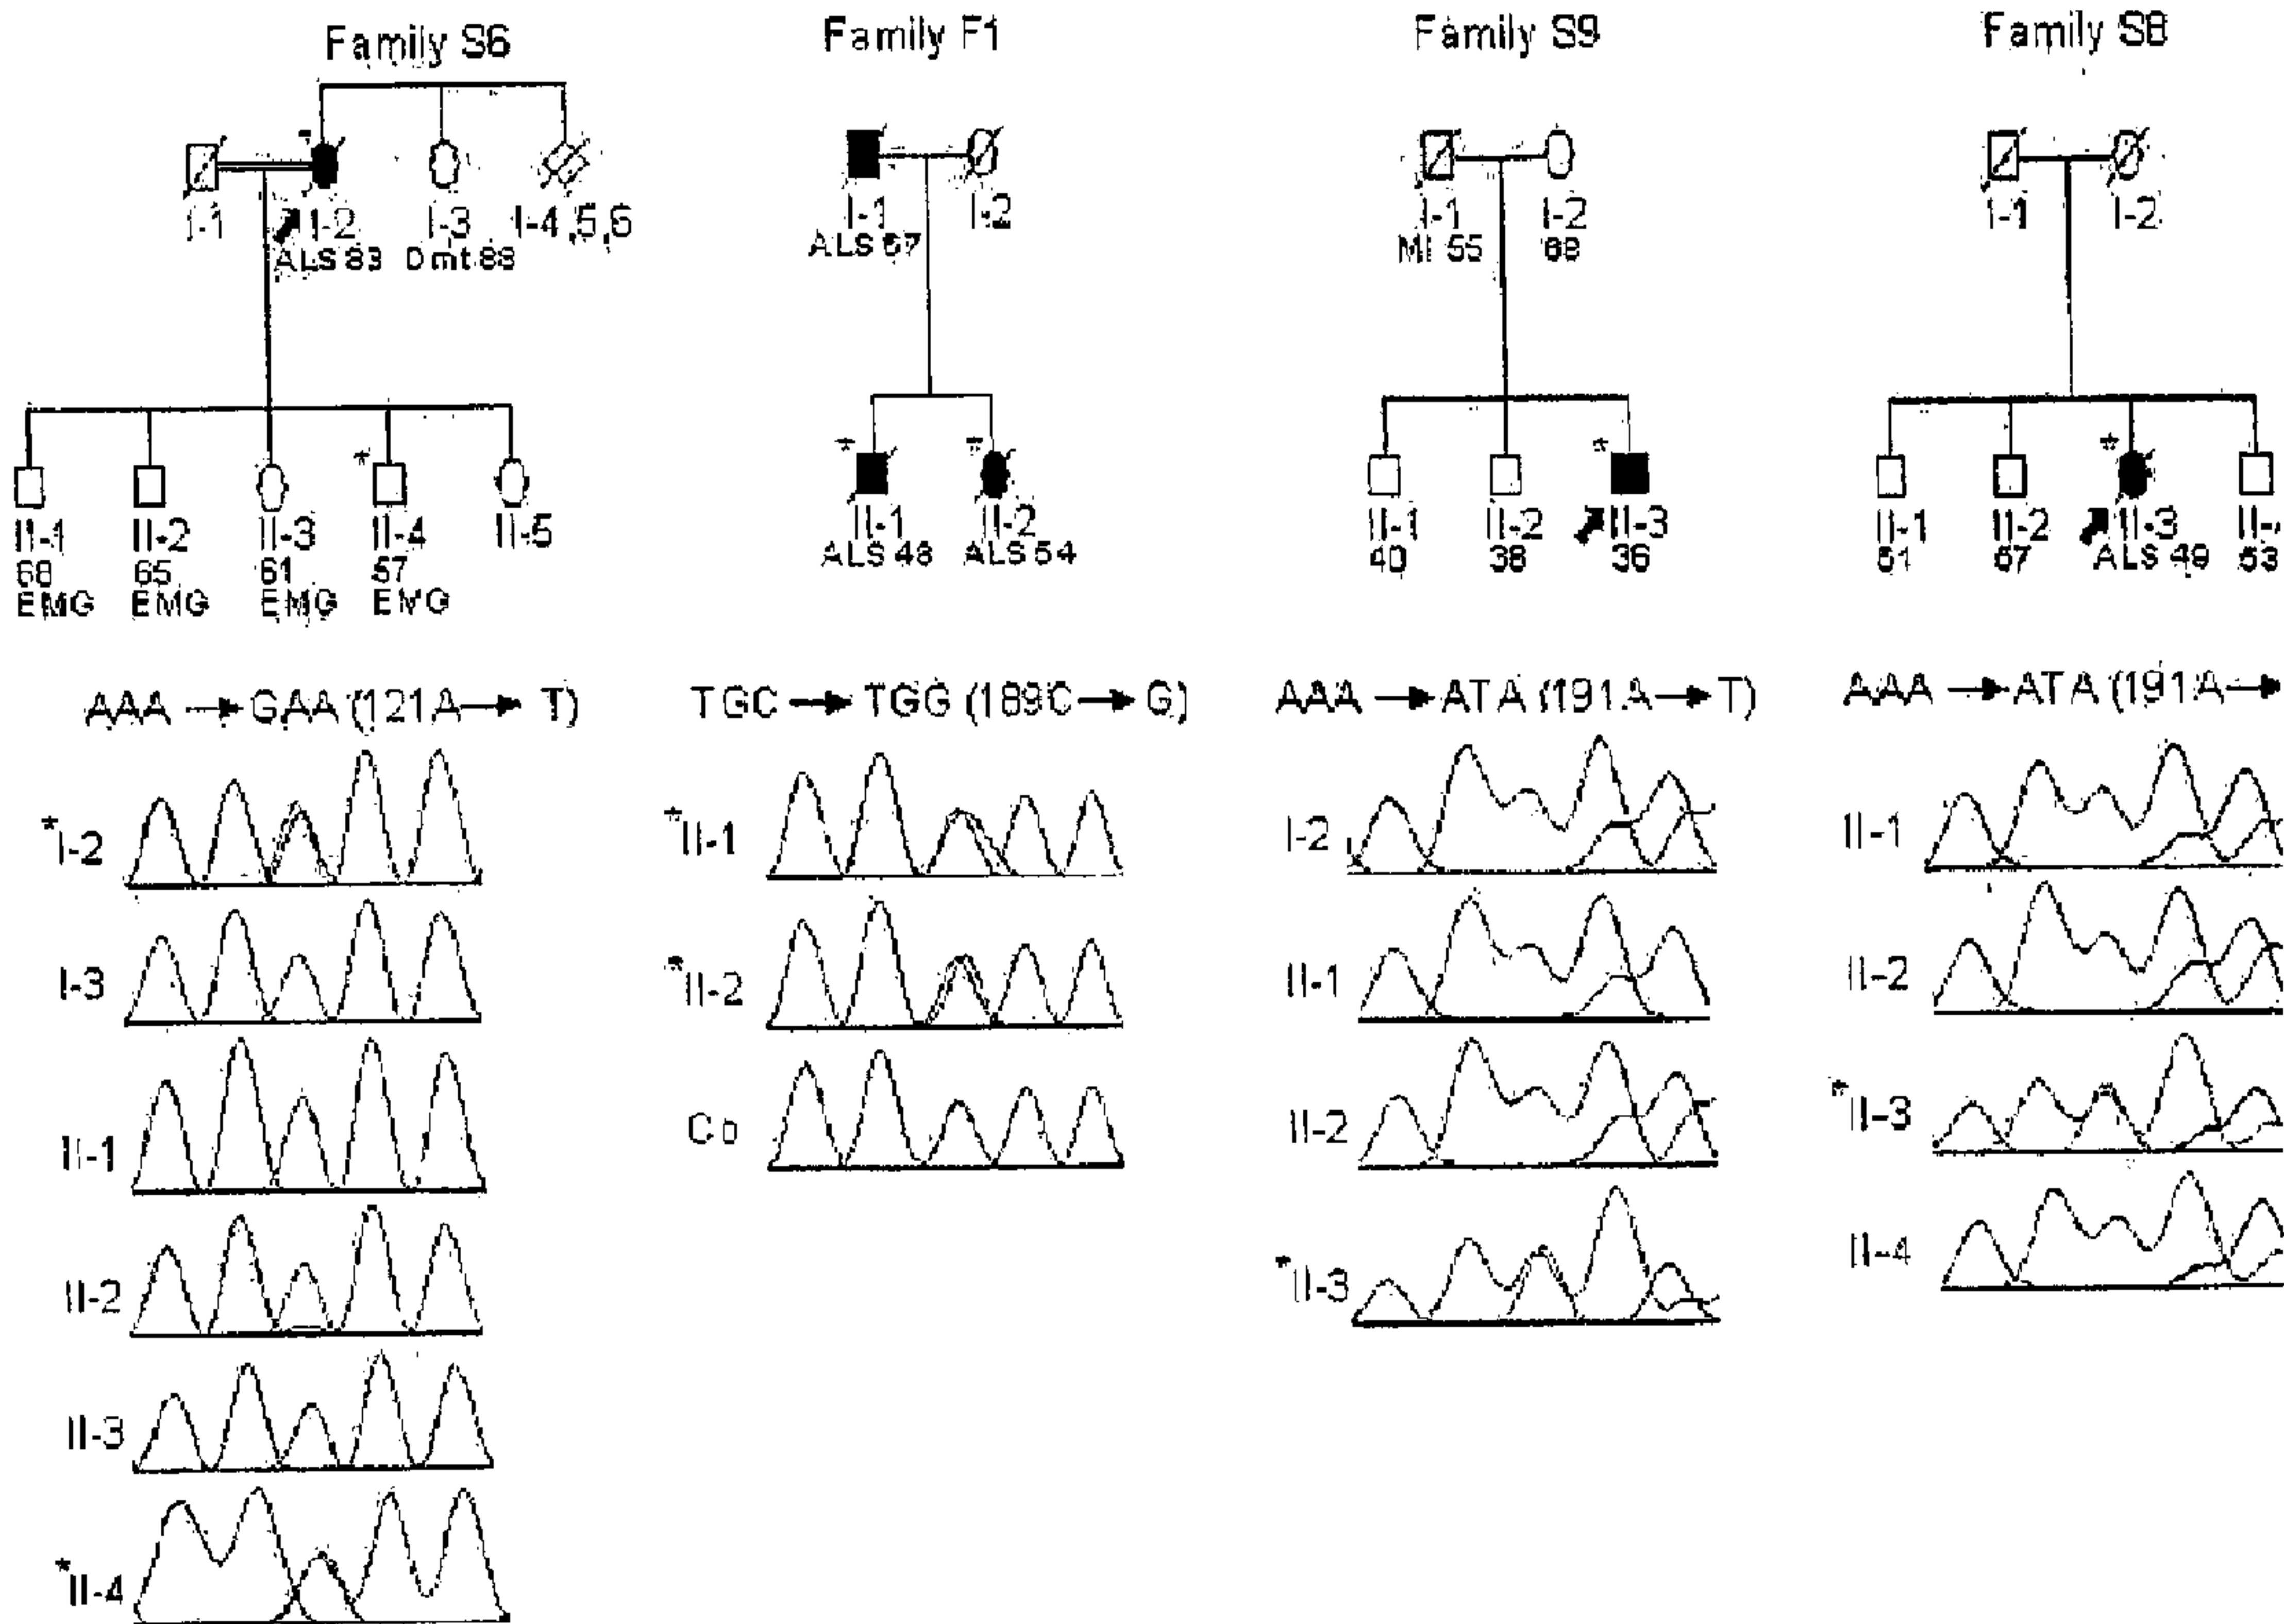 Family S6
Family F1
Family S9
Family S8
I-1
I-2
I-3
I-4,5,6
ALS 83
Dmt 88
I-1
I-2
ALS 57
I-1
I-2
MI 55
68
I-1
I-2
*
*
*
*
*
II-1
II-2
II-3
II-4
II-5
68
65
61
57
EMG
EMG
EMG
EMG
II-1
II-2
ALS 48
ALS 54
II-1
II-2
II-3
40
38
36
II-1
II-2
II-3
51
57
ALS 49
53
AAA → GAA (121A → T)
TGC → TGG (189C → G)
AAA → ATA (191A → T)
AAA → ATA (191A →
*I-2
I-3
II-1
II-2
II-3
*II-4
*II-1
*II-2
Co
I-2
II-1
II-2
*II-3
II-1
II-2
*II-3
II-4